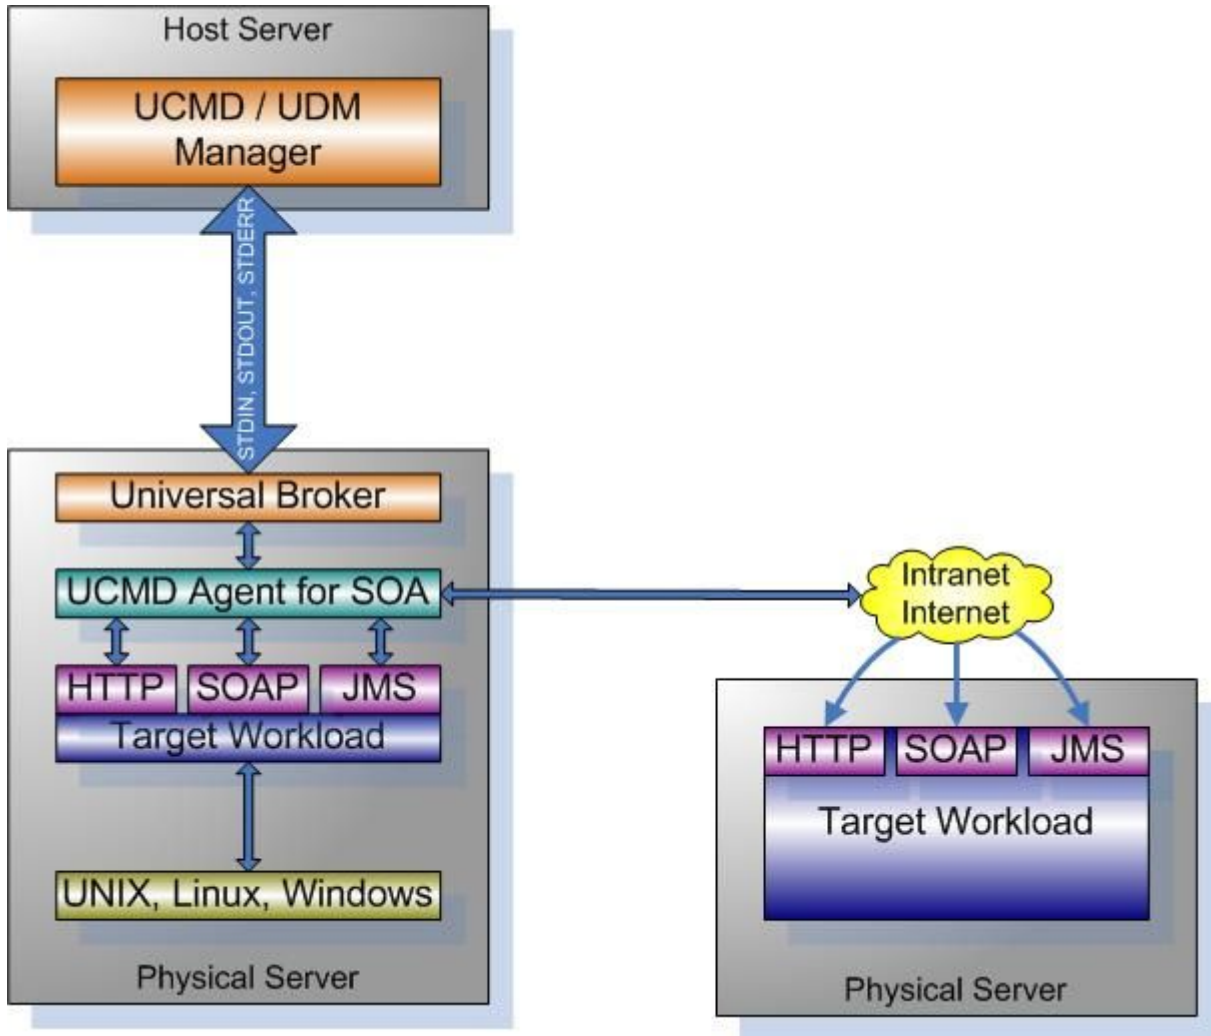 Host Server
UCMD / UDM
Manager
STDIN, STDOUT, STDERR
Universal Broker
UCMD Agent for SOA
HTTP SOAP JMS
Target Workload
UNIX, Linux, Windows
Physical Server
Intranet
Internet
HTTP SOAP JMS
Target Workload
Physical Server